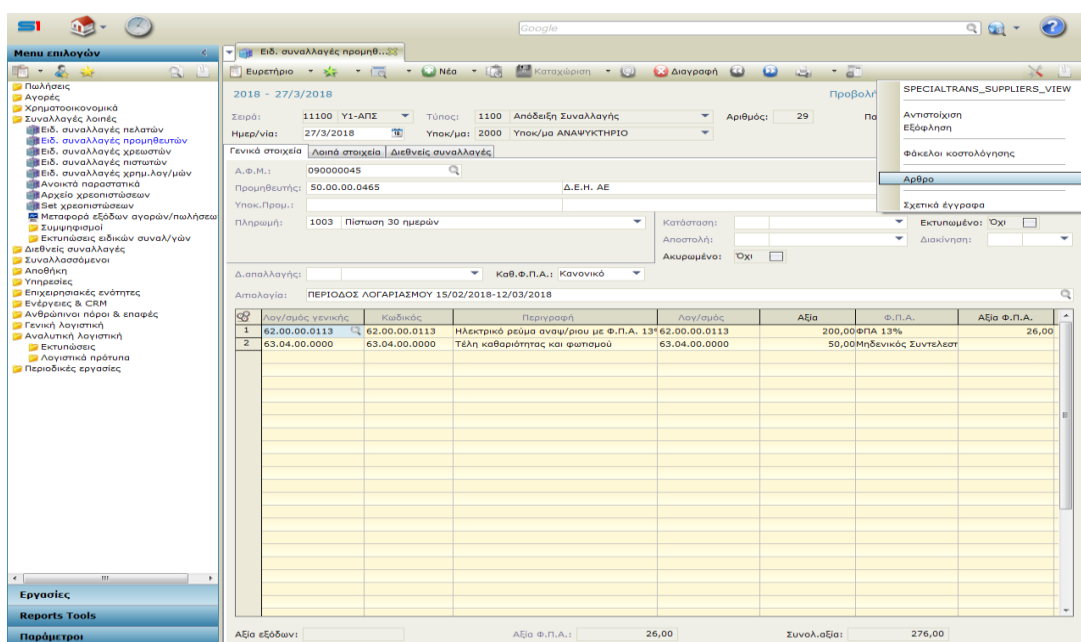 S1
Google
?
Menu επιλογών
Πωλήσεις
Αγορές
Χρηματοοικονομικά
Συναλλαγές λοιπές
Ειδ. συναλλαγές πελατών
Ειδ. συναλλαγές προμηθευτών
Ειδ. συναλλαγές χρεωστών
Ειδ. συναλλαγές πιστωτών
Ειδ. συναλλαγές χρημ.λογ/μών
Ανοικτά παραστατικά
Αρχείο χρεοπιστώσεων
Set χρεοπιστώσεων
Μεταφορά εξόδων αγορών/πωλήσεω
Συμψηφισμοί
Εκτυπώσεις ειδικών συναλ/γών
Διεθνείς συναλλαγές
Συναλλασσόμενοι
Αποθήκη
Υπηρεσίες
Επιχειρησιακές ενότητες
Ενέργειες & CRM
Ανθρώπινοι πόροι & επαφές
Γενική λογιστική
Αναλυτική λογιστική
Εκτυπώσεις
Λογιστικά πρότυπα
Περιοδικές εργασίες
Εργασίες
Reports Tools
Παράμετροι
Ειδ. συναλλαγές προμηθ...
Ευρετήριο Νέα Καταχώριση Διαγραφή
2018 - 27/3/2018 Προβολή
SPECIALTRANS_SUPPLIERS_VIEW
Αντιστοίχιση
Εξόφληση
Φάκελοι κοστολόγησης
Αρθρο
Σχετικά έγγραφα
Σειρά: 11100 Υ1-ΑΠΣ Τύπος: 1100 Απόδειξη Συναλλαγής Αριθμός: 29 Πα
Ημερ/νία: 27/3/2018 Υποκ/μα: 2000 Υποκ/μα ΑΝΑΨΥΚΤΗΡΙΟ
Γενικά στοιχεία Λοιπά στοιχεία Διεθνείς συναλλαγές
Α.Φ.Μ.: 090000045
Προμηθευτής: 50.00.00.0465 Δ.Ε.Η. ΑΕ
Υποκ.Προμ.:
Πληρωμή: 1003 Πίστωση 30 ημερών Κατάσταση: Εκτυπωμένο: Όχι
Αποστολή: Διακίνηση:
Ακυρωμένο: Όχι
Δ.απαλλαγής: Καθ.Φ.Π.Α.: Κανονικό
Αιτιολογία: ΠΕΡΙΟΔΟΣ ΛΟΓΑΡΙΑΣΜΟΥ 15/02/2018-12/03/2018
Λογ/σμός γενικής Κωδικός Περιγραφή Λογ/σμός Αξία Φ.Π.Α. Αξία Φ.Π.Α.
1 62.00.00.0113 62.00.00.0113 Ηλεκτρικό ρεύμα αναψ/ριου με Φ.Π.Α. 13% 62.00.00.0113 200,00 ΦΠΑ 13% 26,00
2 63.04.00.0000 63.04.00.0000 Τέλη καθαριότητας και φωτισμού 63.04.00.0000 50,00 Μηδενικός Συντελεστ
Αξία εξόδων: Αξία Φ.Π.Α.: 26,00 Συνολ.αξία: 276,00